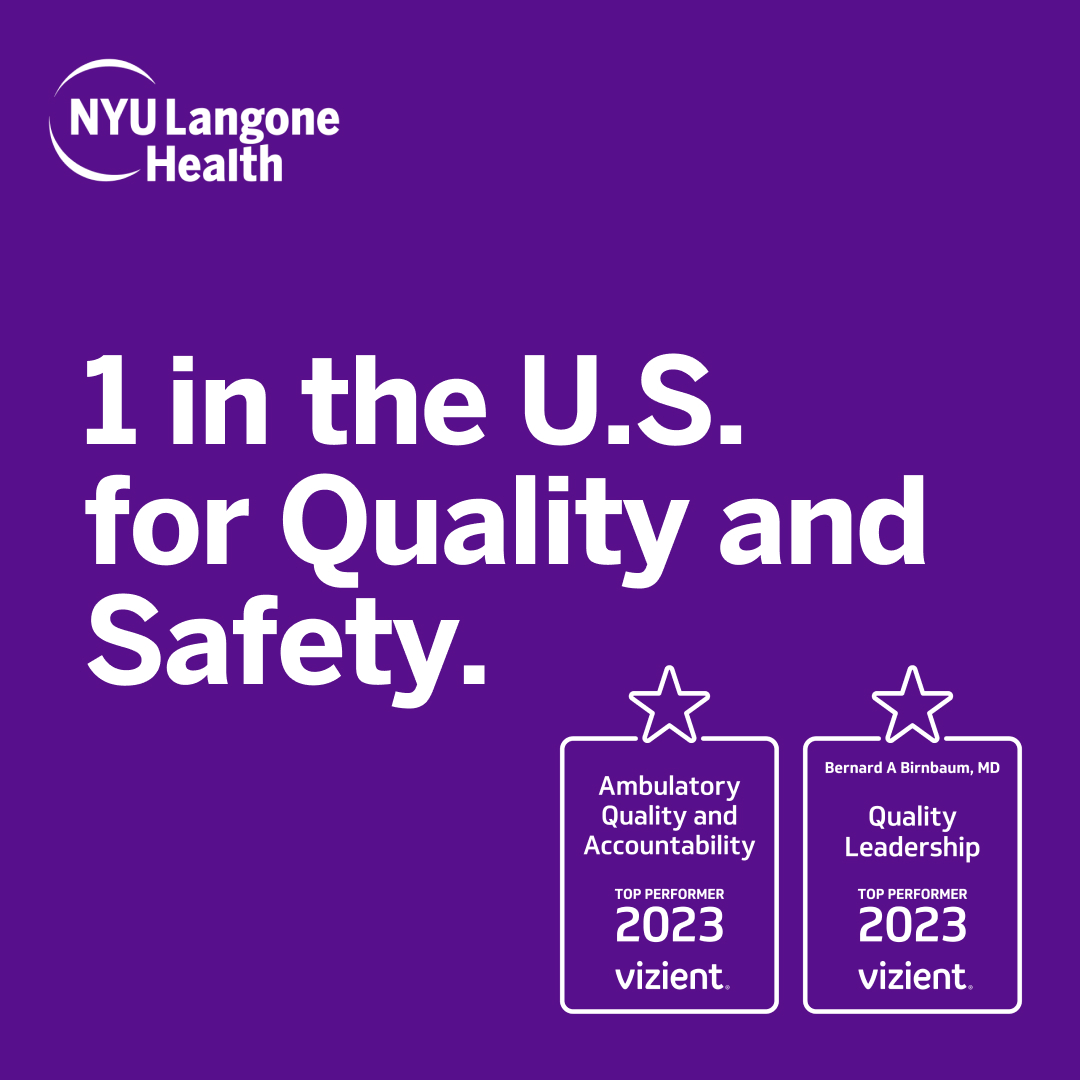 NYU Langone
Health
1 in the U.S.
for Quality and
Safety.
Ambulatory
Quality and
Accountability
TOP PERFORMER
2023
vizient®
Bernard A Birnbaum, MD
Quality
Leadership
TOP PERFORMER
2023
vizient®